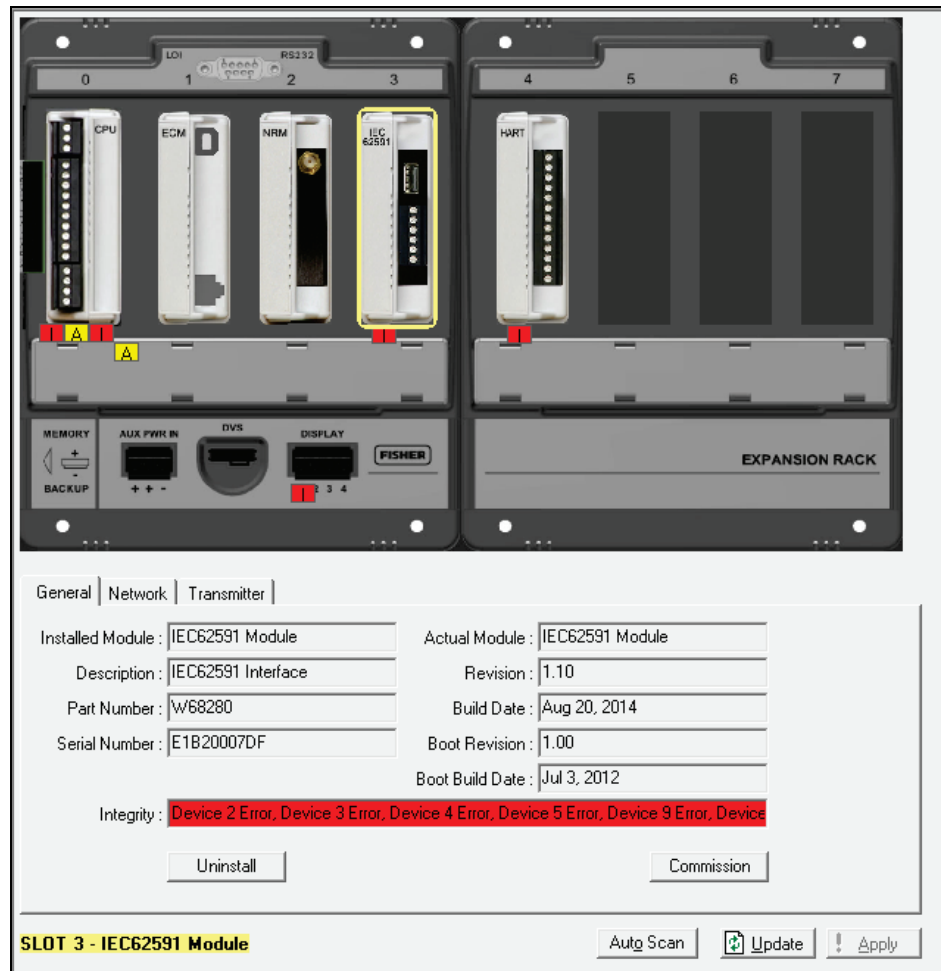 LOI RS232
0 1 2 3 4 5 6 7
CPU ECM D NRM IEC HART
62591
I A I I I
A
MEMORY AUX PWR IN DVS DISPLAY FISHER
BACKUP + + - 2 3 4 EXPANSION RACK
I
General Network Transmitter
Installed Module : IEC62591 Module Actual Module : IEC62591 Module
Description : IEC62591 Interface Revision : 1.10
Part Number : W68280 Build Date : Aug 20, 2014
Serial Number : E1B20007DF Boot Revision : 1.00
Boot Build Date : Jul 3, 2012
Integrity : Device 2 Error, Device 3 Error, Device 4 Error, Device 5 Error, Device 9 Error, Device
Uninstall Commission
SLOT 3 - IEC62591 Module Auto Scan Update ! Apply